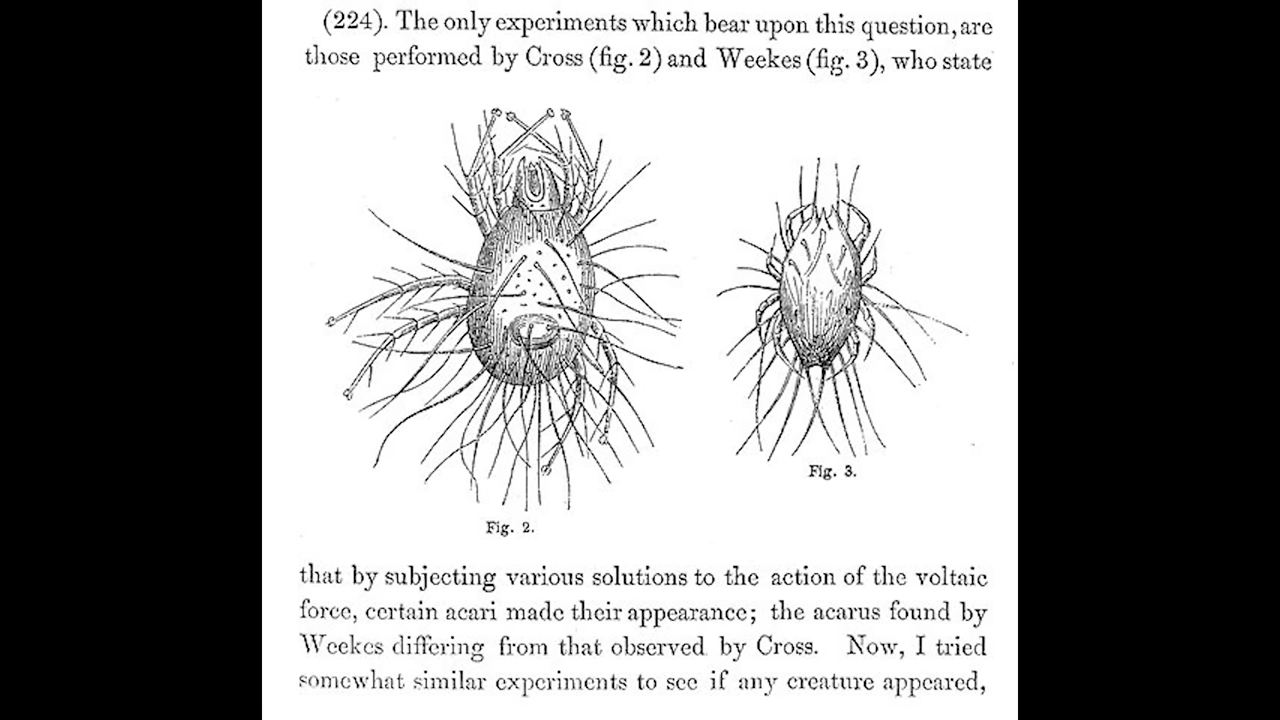 (224). The only experiments which bear upon this question, are
those performed by Cross (fig. 2) and Weekes (fig. 3), who state
Fig. 3.
Fig. 2.
that by subjecting various solutions to the action of the voltaic
force, certain acari made their appearance; the acarus found by
Weekes differing from that observed by Cross. Now, I tried
somewhat similar experiments to see if any creature appeared,